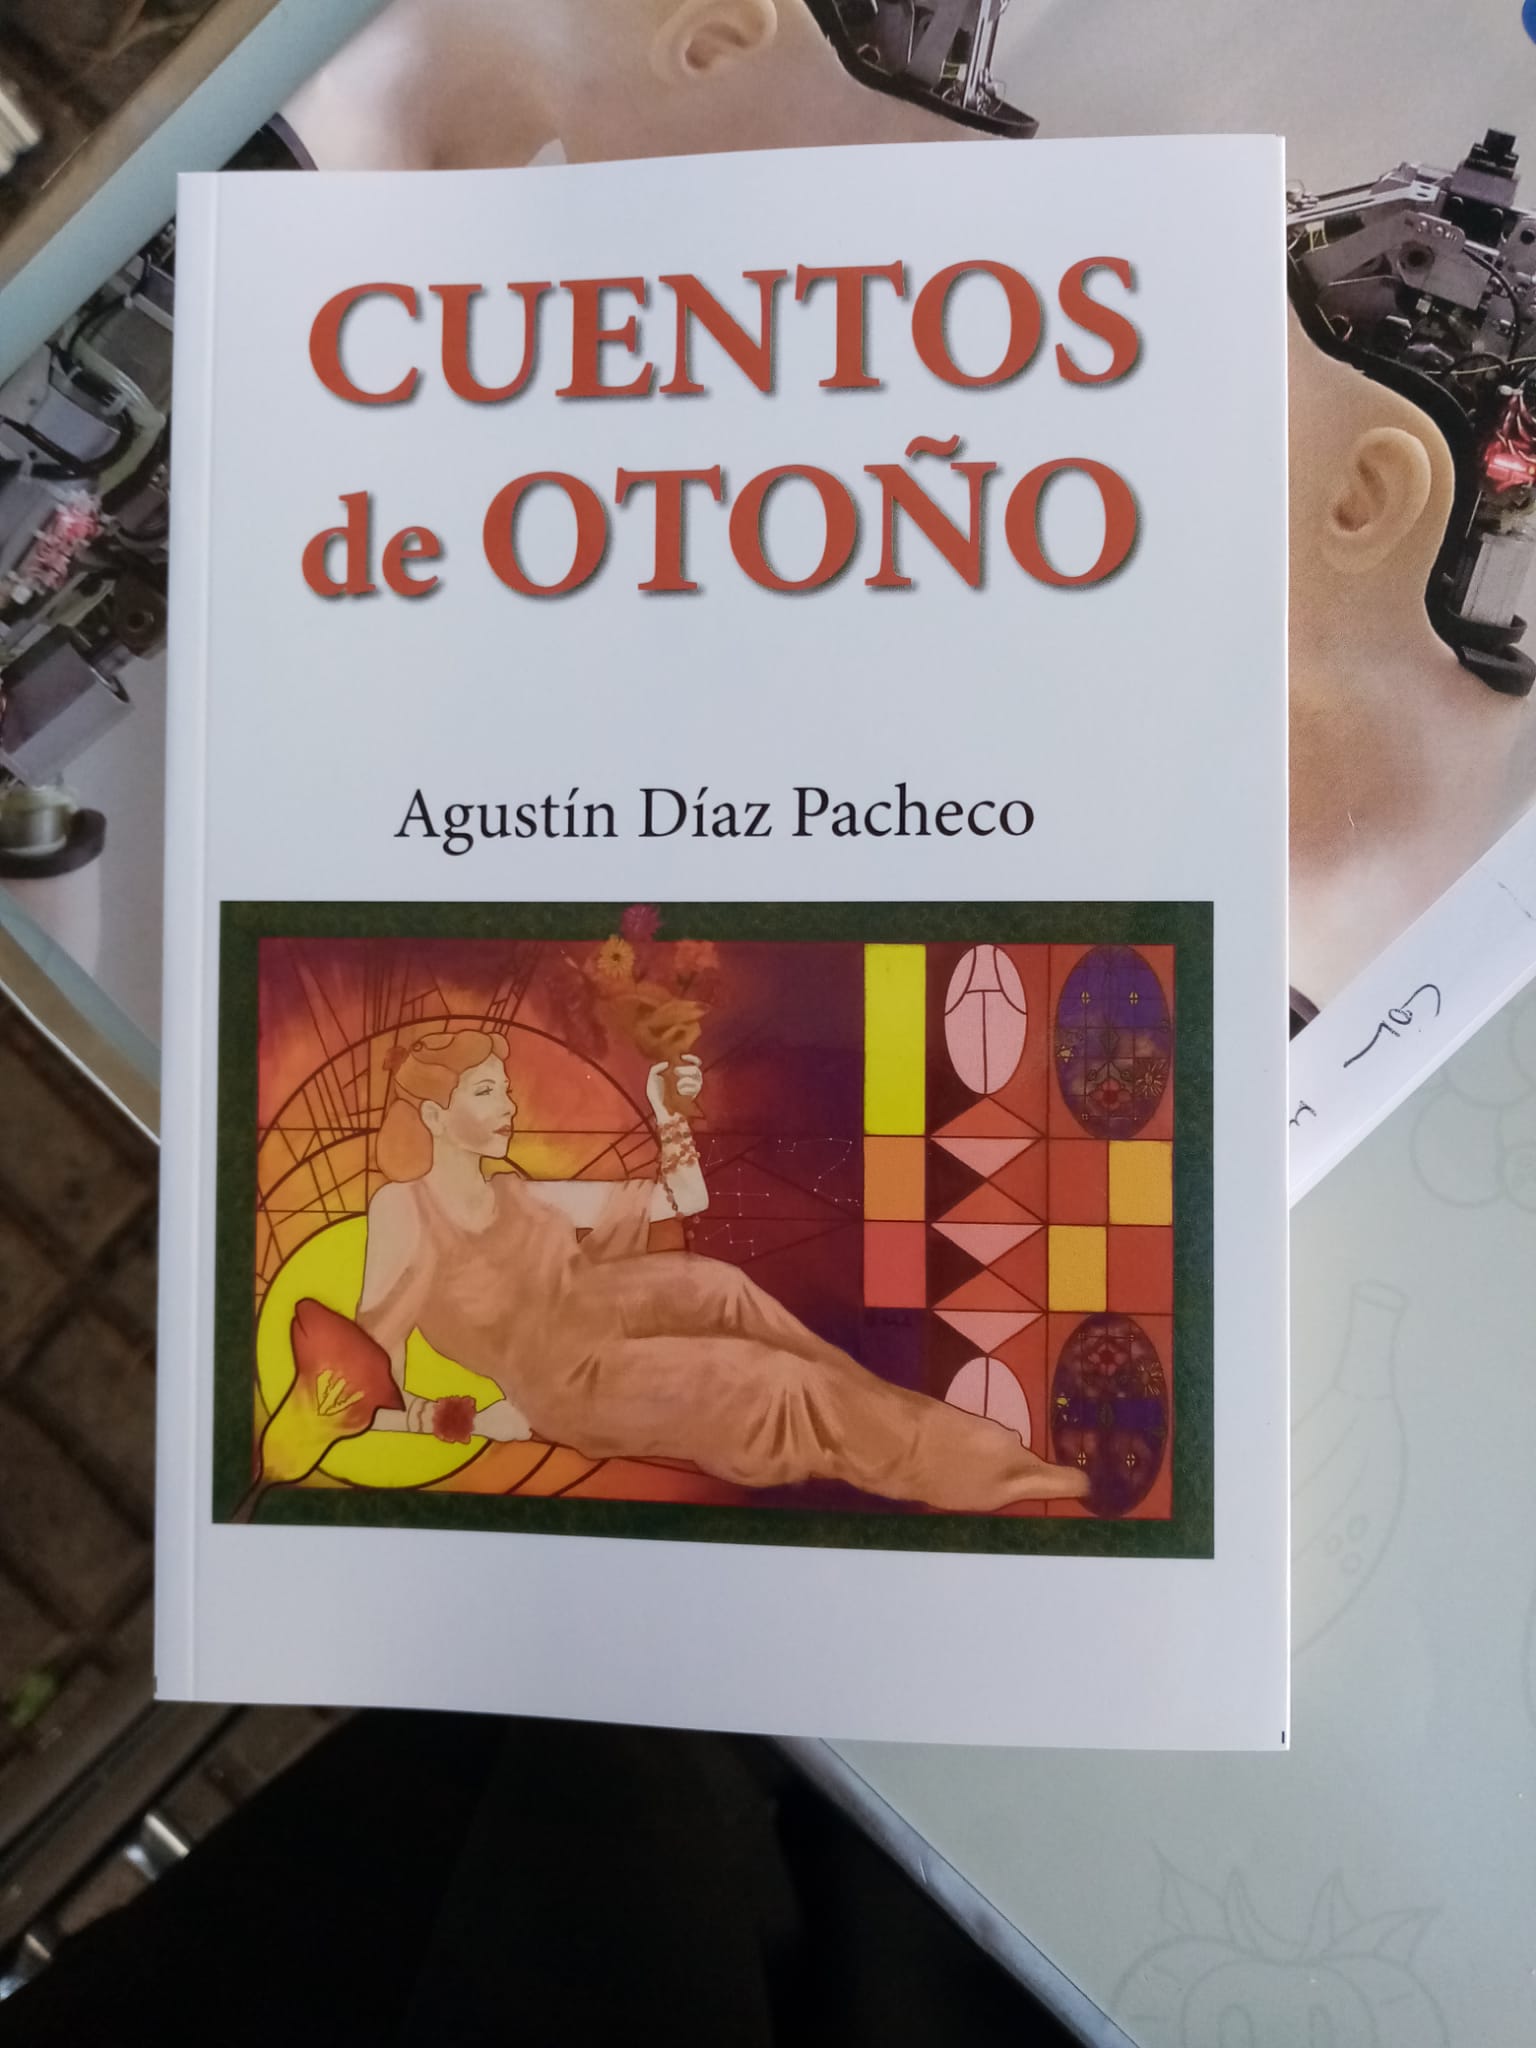 CUENTOS
de OTOÑO
Agustín Díaz Pacheco